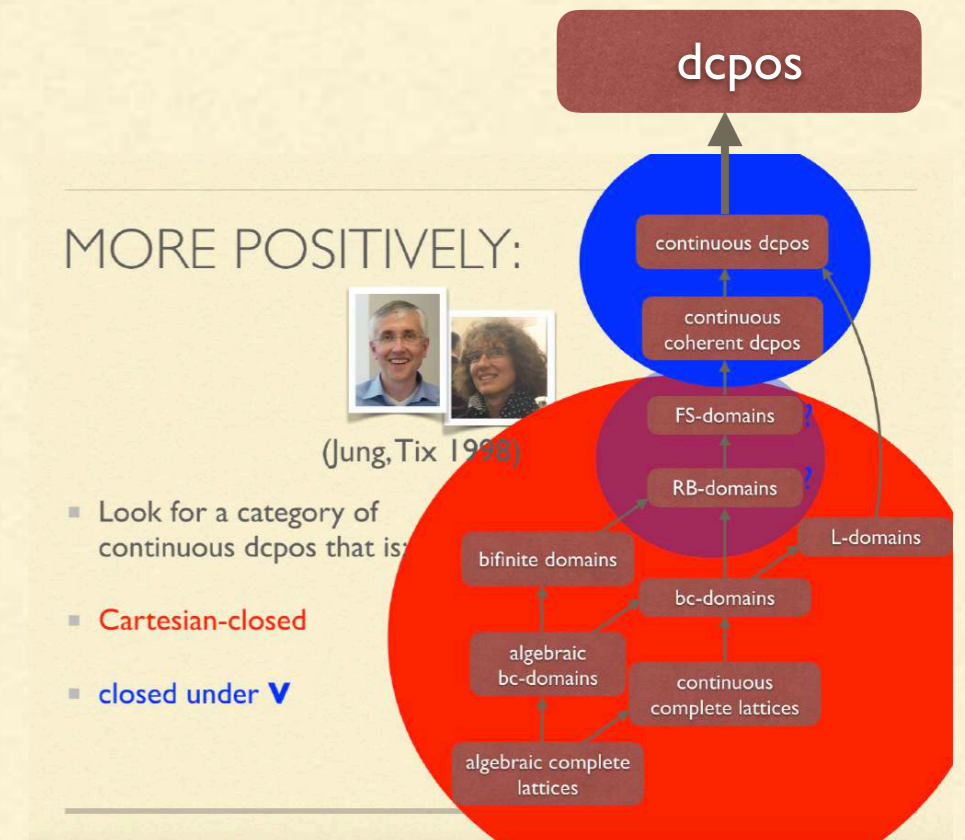 dcpos
MORE POSITIVELY:
(Jung, Tix 1998)
Look for a category of
continuous dcpos that is:
Cartesian-closed
closed under V
continuous dcpos
continuous
coherent dcpos
FS-domains ?
RB-domains ?
L-domains
bifinite domains
bc-domains
algebraic
bc-domains
continuous
complete lattices
algebraic complete
lattices